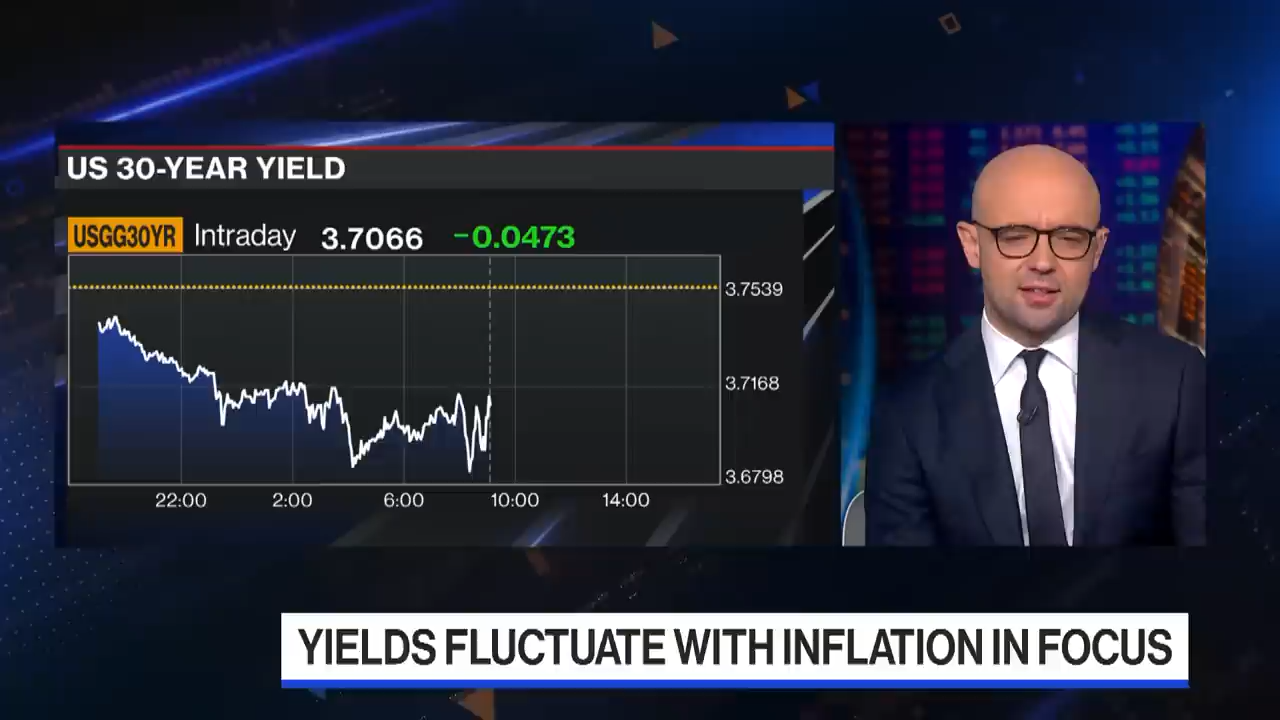 US 30-YEAR YIELD
USGG30YR Intraday 3.7066 -0.0473
3.7539
3.7168
3.6798
22:00 2:00 6:00 10:00 14:00
YIELDS FLUCTUATE WITH INFLATION IN FOCUS